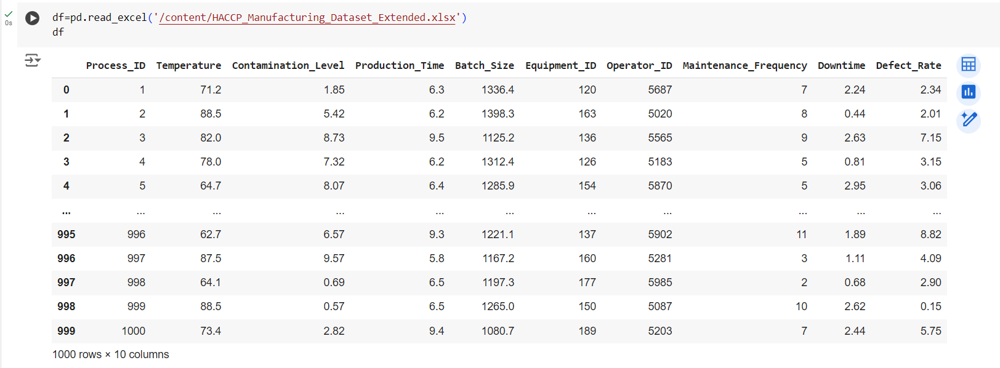 df=pd.read_excel('/content/HACCP_Manufacturing_Dataset_Extended.xlsx')
0s
df
Process_ID Temperature Contamination_Level Production_Time Batch_Size Equipment_ID Operator_ID Maintenance_Frequency Downtime Defect_Rate
0 1 71.2 1.85 6.3 1336.4 120 5687 7 2.24 2.34
1 2 88.5 5.42 6.2 1398.3 163 5020 8 0.44 2.01
2 3 82.0 8.73 9.5 1125.2 136 5565 9 2.63 7.15
3 4 78.0 7.32 6.2 1312.4 126 5183 5 0.81 3.15
4 5 64.7 8.07 6.4 1285.9 154 5870 5 2.95 3.06
... ... ... ... ... ... ... ... ... ... ...
995 996 62.7 6.57 9.3 1221.1 137 5902 11 1.89 8.82
996 997 87.5 9.57 5.8 1167.2 160 5281 3 1.11 4.09
997 998 64.1 0.69 6.5 1197.3 177 5985 2 0.68 2.90
998 999 88.5 0.57 6.5 1265.0 150 5087 10 2.62 0.15
999 1000 73.4 2.82 9.4 1080.7 189 5203 7 2.44 5.75
1000 rows × 10 columns